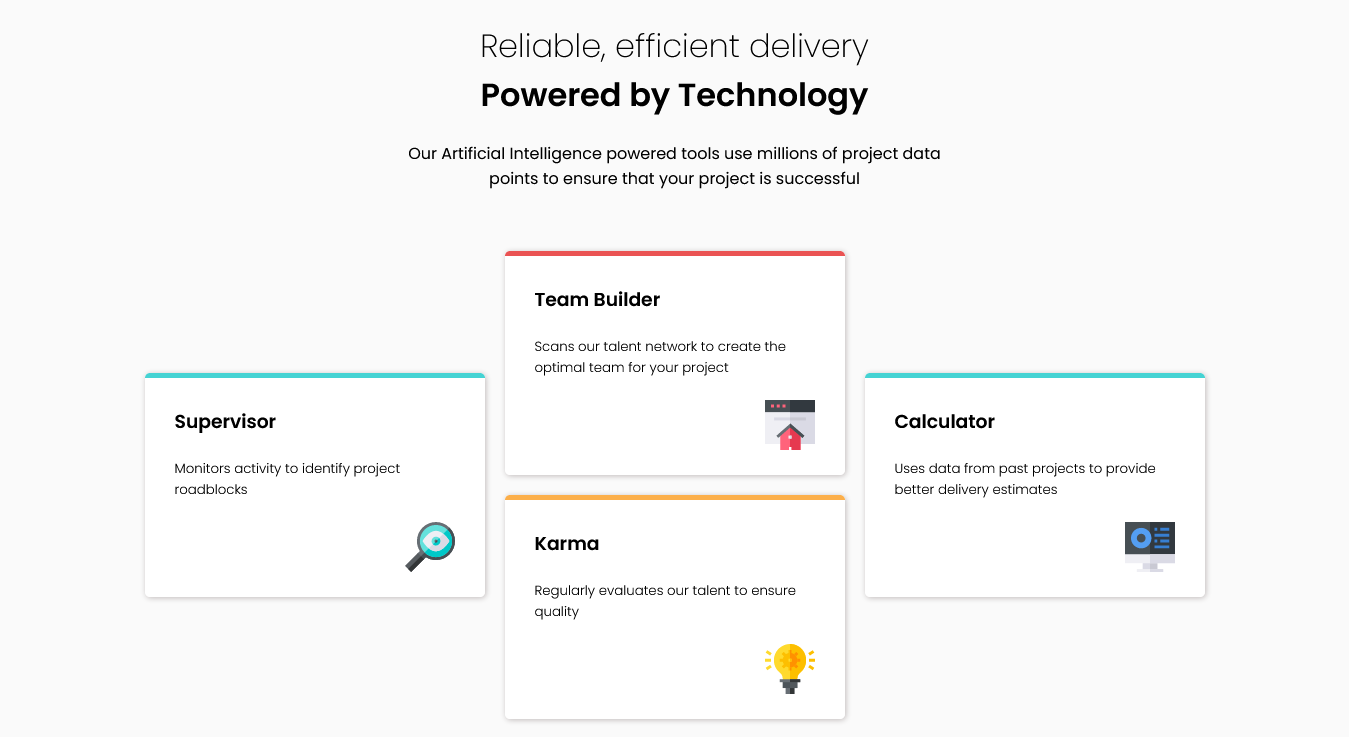 Reliable, efficient delivery
Powered by Technology
Our Artificial Intelligence powered tools use millions of project data
points to ensure that your project is successful
Team Builder
Scans our talent network to create the
optimal team for your project
Supervisor
Monitors activity to identify project
roadblocks
Calculator
Uses data from past projects to provide
better delivery estimates
Karma
Regularly evaluates our talent to ensure
quality